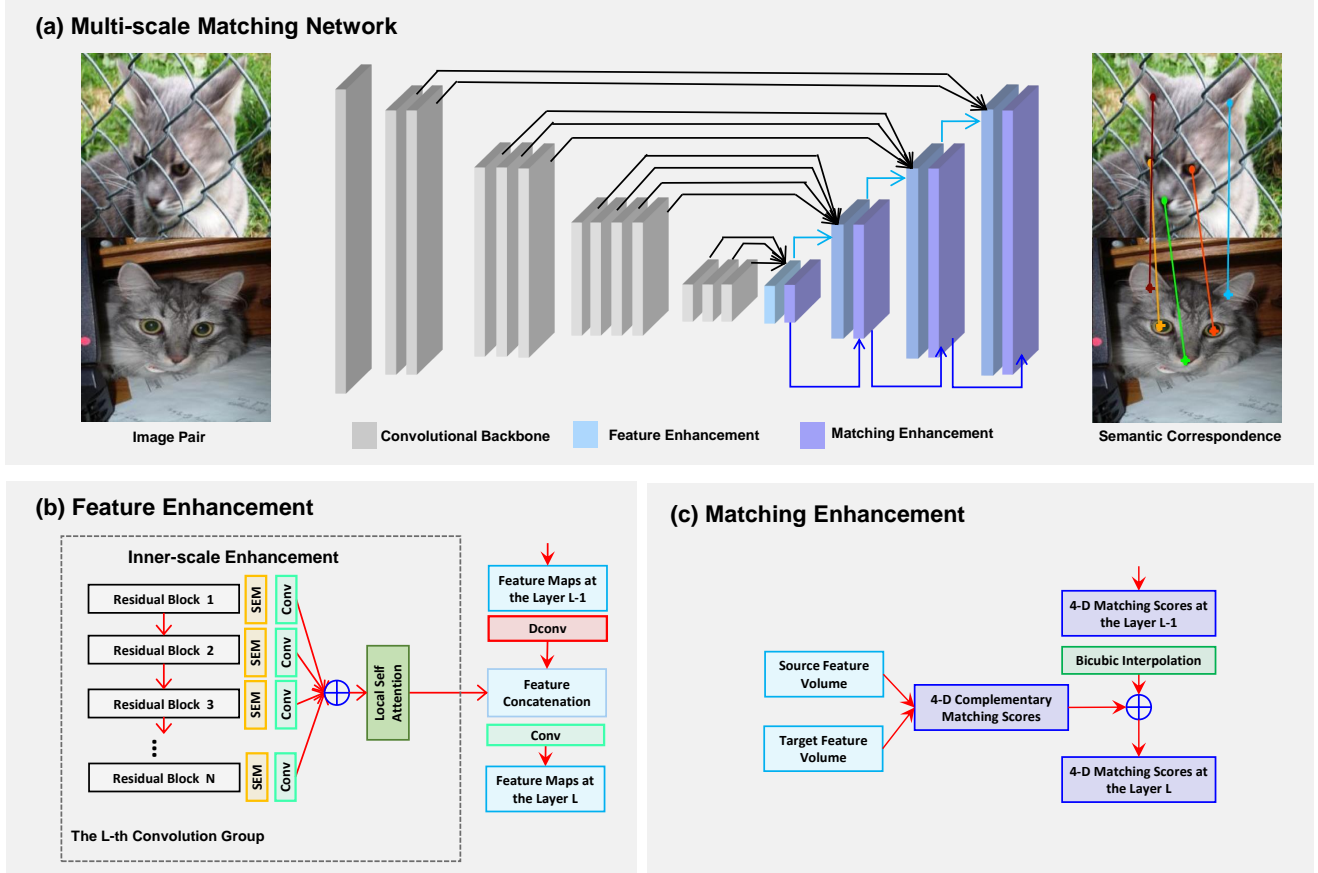 (a) Multi-scale Matching Network
Image Pair
Convolutional Backbone
Feature Enhancement
Matching Enhancement
Semantic Correspondence
(b) Feature Enhancement
Inner-scale Enhancement
Residual Block 1
SEM
Conv
Residual Block 2
SEM
Conv
Residual Block 3
SEM
Conv
Residual Block N
SEM
Conv
The L-th Convolution Group
Local Self
Attention
Feature Maps at
the Layer L-1
Dconv
Feature
Concatenation
Conv
Feature Maps at
the Layer L
(c) Matching Enhancement
Source Feature
Volume
Target Feature
Volume
4-D Complementary
Matching Scores
4-D Matching Scores at
the Layer L-1
Bicubic Interpolation
4-D Matching Scores at
the Layer L